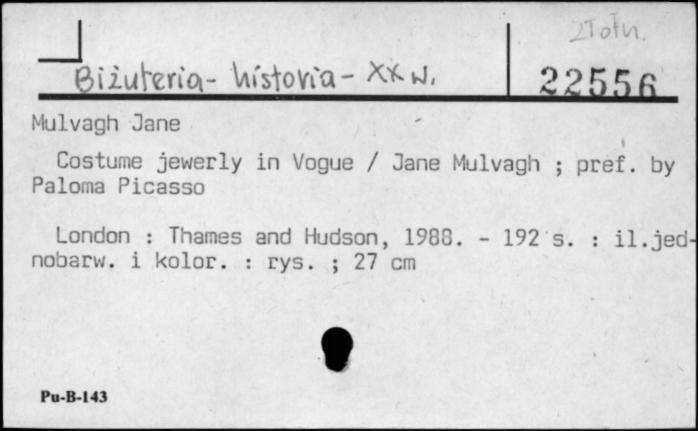 Biżuteria - historia - XX w.
22556
Mulvagh Jane
Costume jewerly in Vogue / Jane Mulvagh ; pref. by
Paloma Picasso
London : Thames and Hudson, 1988. - 192 s. : il.jed-
nobarw. i kolor. : rys. ; 27 cm
Pu-B-143